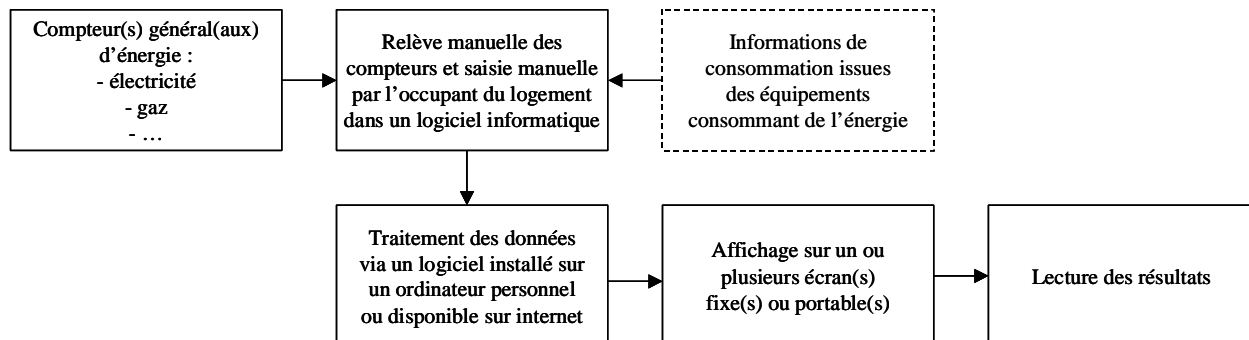 Compteur(s) général(aux)
d’énergie :
- électricité
- gaz
- …
Relève manuelle des
compteurs et saisie manuelle
par l’occupant du logement
dans un logiciel informatique
Informations de
consommation issues
des équipements
consommant de l’énergie
Traitement des données
via un logiciel installé sur
un ordinateur personnel
ou disponible sur internet
Affichage sur un ou
plusieurs écran(s)
fixe(s) ou portable(s)
Lecture des résultats